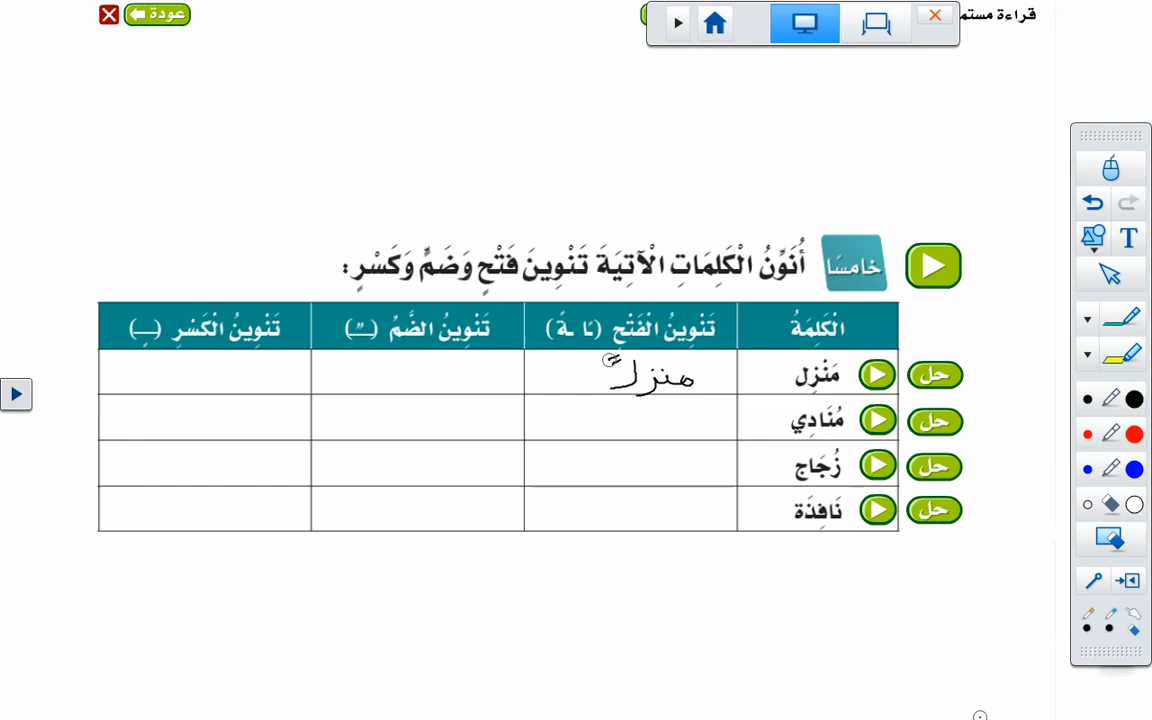 قراءة مستم
عودة
خامسًا
أُنَوِّنُ الْكَلِمَاتِ الْآتِيَةَ تَنْوِينَ فَتْحٍ وَضَمٍّ وَكَسْرٍ:
الْكَلِمَةُ تَنْوِينُ الْفَتْحِ (ـًا ـةً) تَنْوِينُ الضَّمِّ (ـٌ) تَنْوِينُ الْكَسْرِ (ـٍ)
حل مَنْزِل منزلاً
حل مُنَادِي
حل زُجَاج
حل نَافِذَة
T